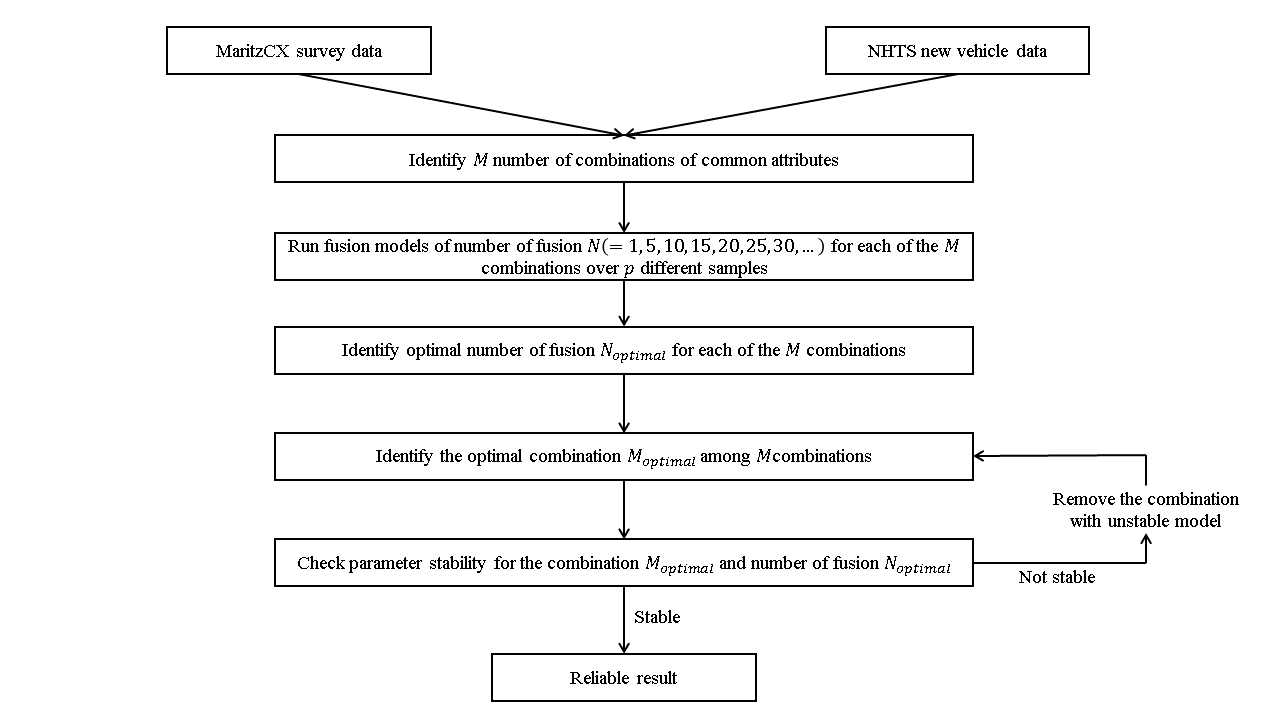 MaritzCX survey data
NHTS new vehicle data
Identify M number of combinations of common attributes
Run fusion models of number of fusion N(= 1,5,10,15,20,25,30,... ) for each of the M
combinations over p different samples
Identify optimal number of fusion N_optimal for each of the M combinations
Identify the optimal combination M_optimal among Mcombinations
Remove the combination
with unstable model
Check parameter stability for the combination M_optimal and number of fusion N_optimal
Not stable
Stable
Reliable result